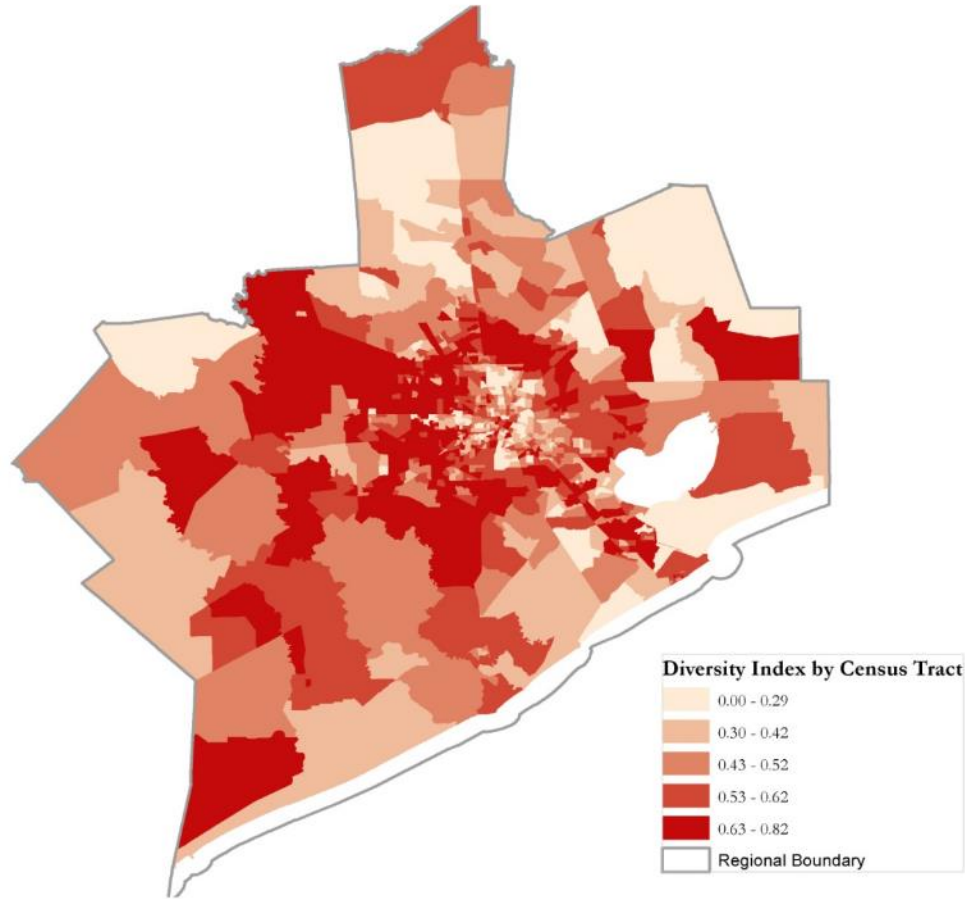 Diversity Index by Census Tract
0.00 - 0.29
0.30 - 0.42
0.43 - 0.52
0.53 - 0.62
0.63 - 0.82
Regional Boundary